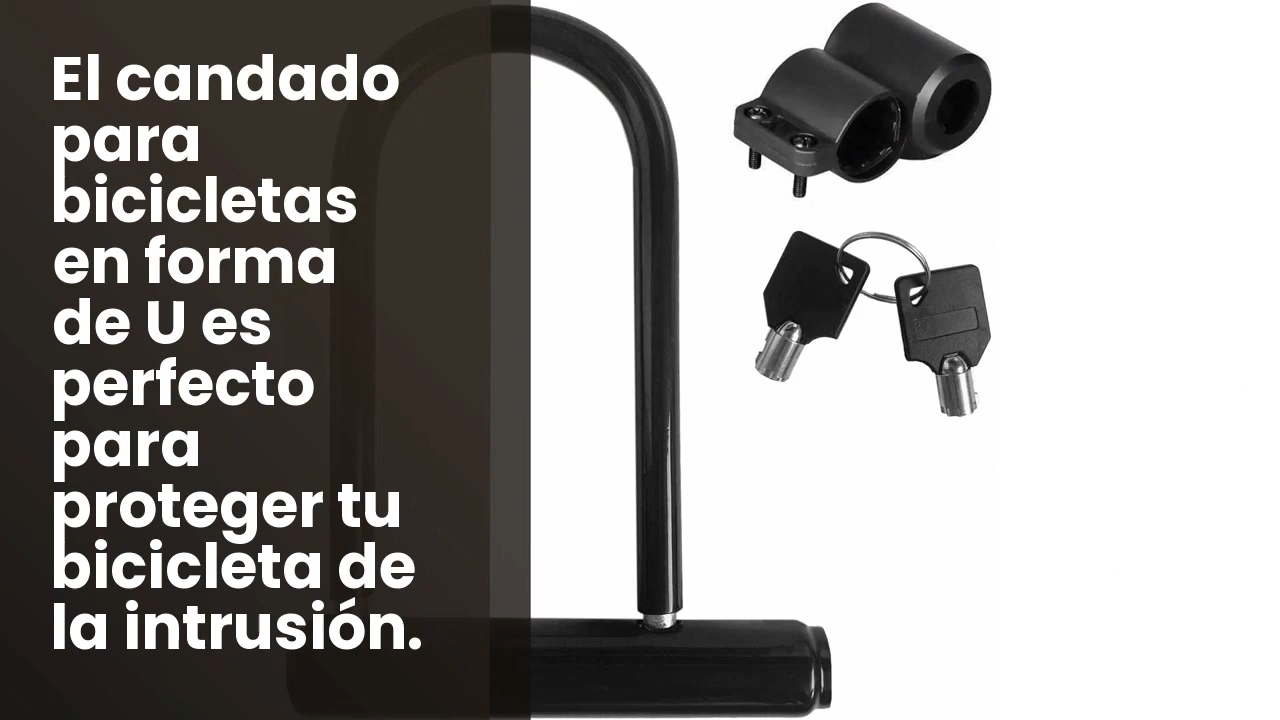 El candado
para
bicicletas
en forma
de U es
perfecto
para
proteger tu
bicicleta de
la intrusión.